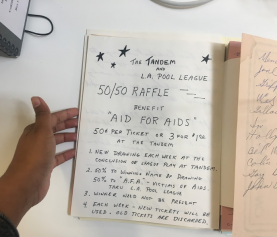 THE TANDEM
AND
L.A. POOL LEAGUE
50/50 RAFFLE
BENEFIT
"AID FOR AIDS"
50¢ PER TICKET OR 3 FOR $1.00
AT THE TANDEM
1. NEW DRAWING EACH WEEK AT THE
CONCLUSION OF LEAGUE PLAY AT TANDEM.
2. 50% TO WINNING NAME BY DRAWING
50% TO "A.F.A." - VICTIMS OF AIDS
THRU L.A. POOL LEAGUE
3. WINNER NEED NOT BE PRESENT
4. EACH WEEK - NEW TICKETS WILL BE
USED - OLD TICKETS ARE DISCARDED.